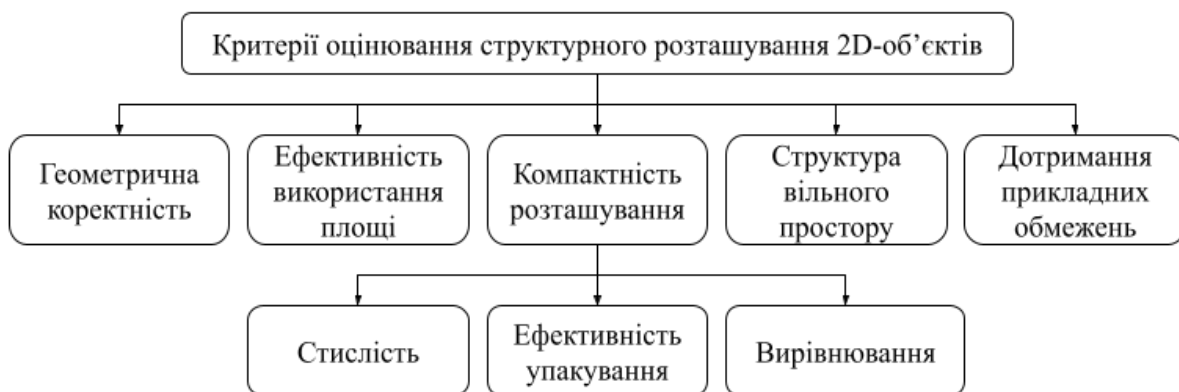 Критерії оцінювання структурного розташування 2D-об’єктів
Геометрична
коректність
Ефективність
використання
площі
Компактність
розташування
Структура
вільного
простору
Дотримання
прикладних
обмежень
Стислість
Ефективність
упакування
Вирівнювання